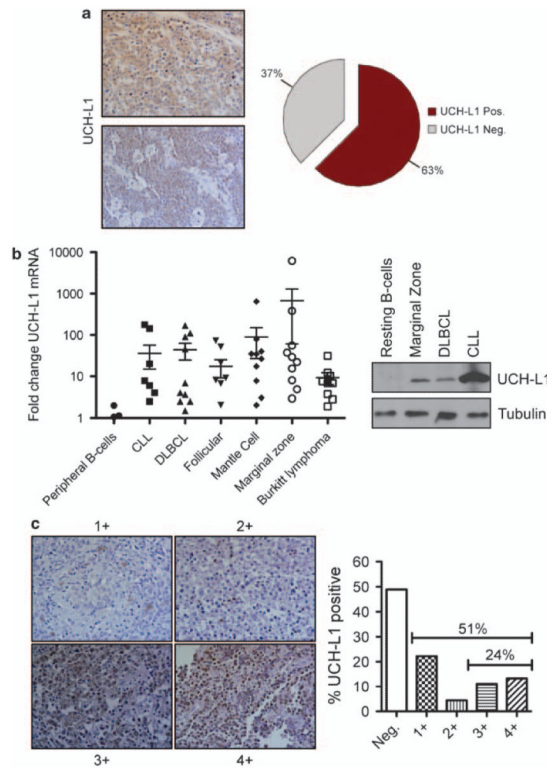 a
UCH-L1
37%
63%
UCH-L1 Pos.
UCH-L1 Neg.
b
Fold change UCH-L1 mRNA
10000
1000
100
10
1
Peripheral B-cells
CLL
DLBCL
Follicular
Mantle Cell
Marginal zone
Burkitt lymphoma
Resting B-cells
Marginal Zone
DLBCL
CLL
UCH-L1
Tubulin
c
1+
2+
3+
4+
% UCH-L1 positive
60
50
40
30
20
10
0
51%
24%
Neg.
1+
2+
3+
4+